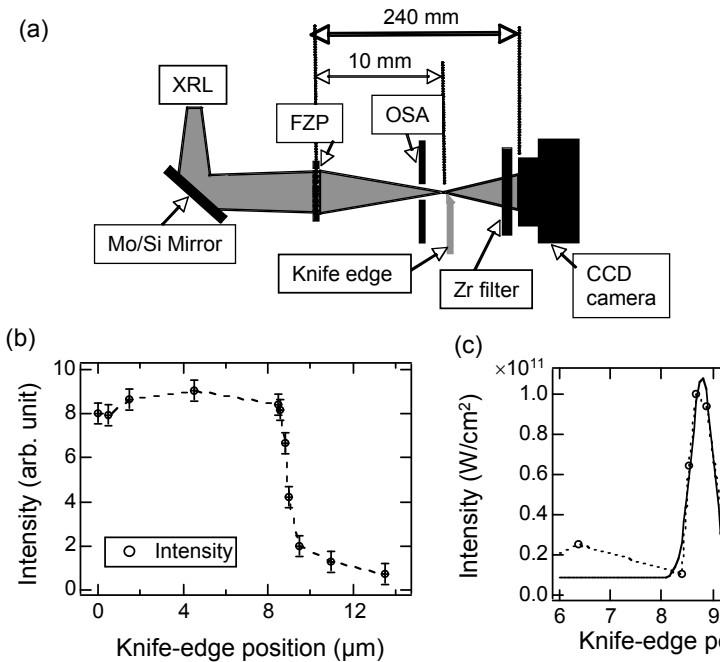 (a)
240 mm
10 mm
XRL
FZP
OSA
Mo/Si Mirror
Knife edge
Zr filter
CCD
camera
(b)
Intensity (arb. unit)
10
8
6
4
2
0
Intensity
0
4
8
12
Knife-edge position (µm)
(c)
×10¹¹
Intensity (W/cm²)
1.0
0.8
0.6
0.4
0.2
0.0
6
8
9
Knife-edge